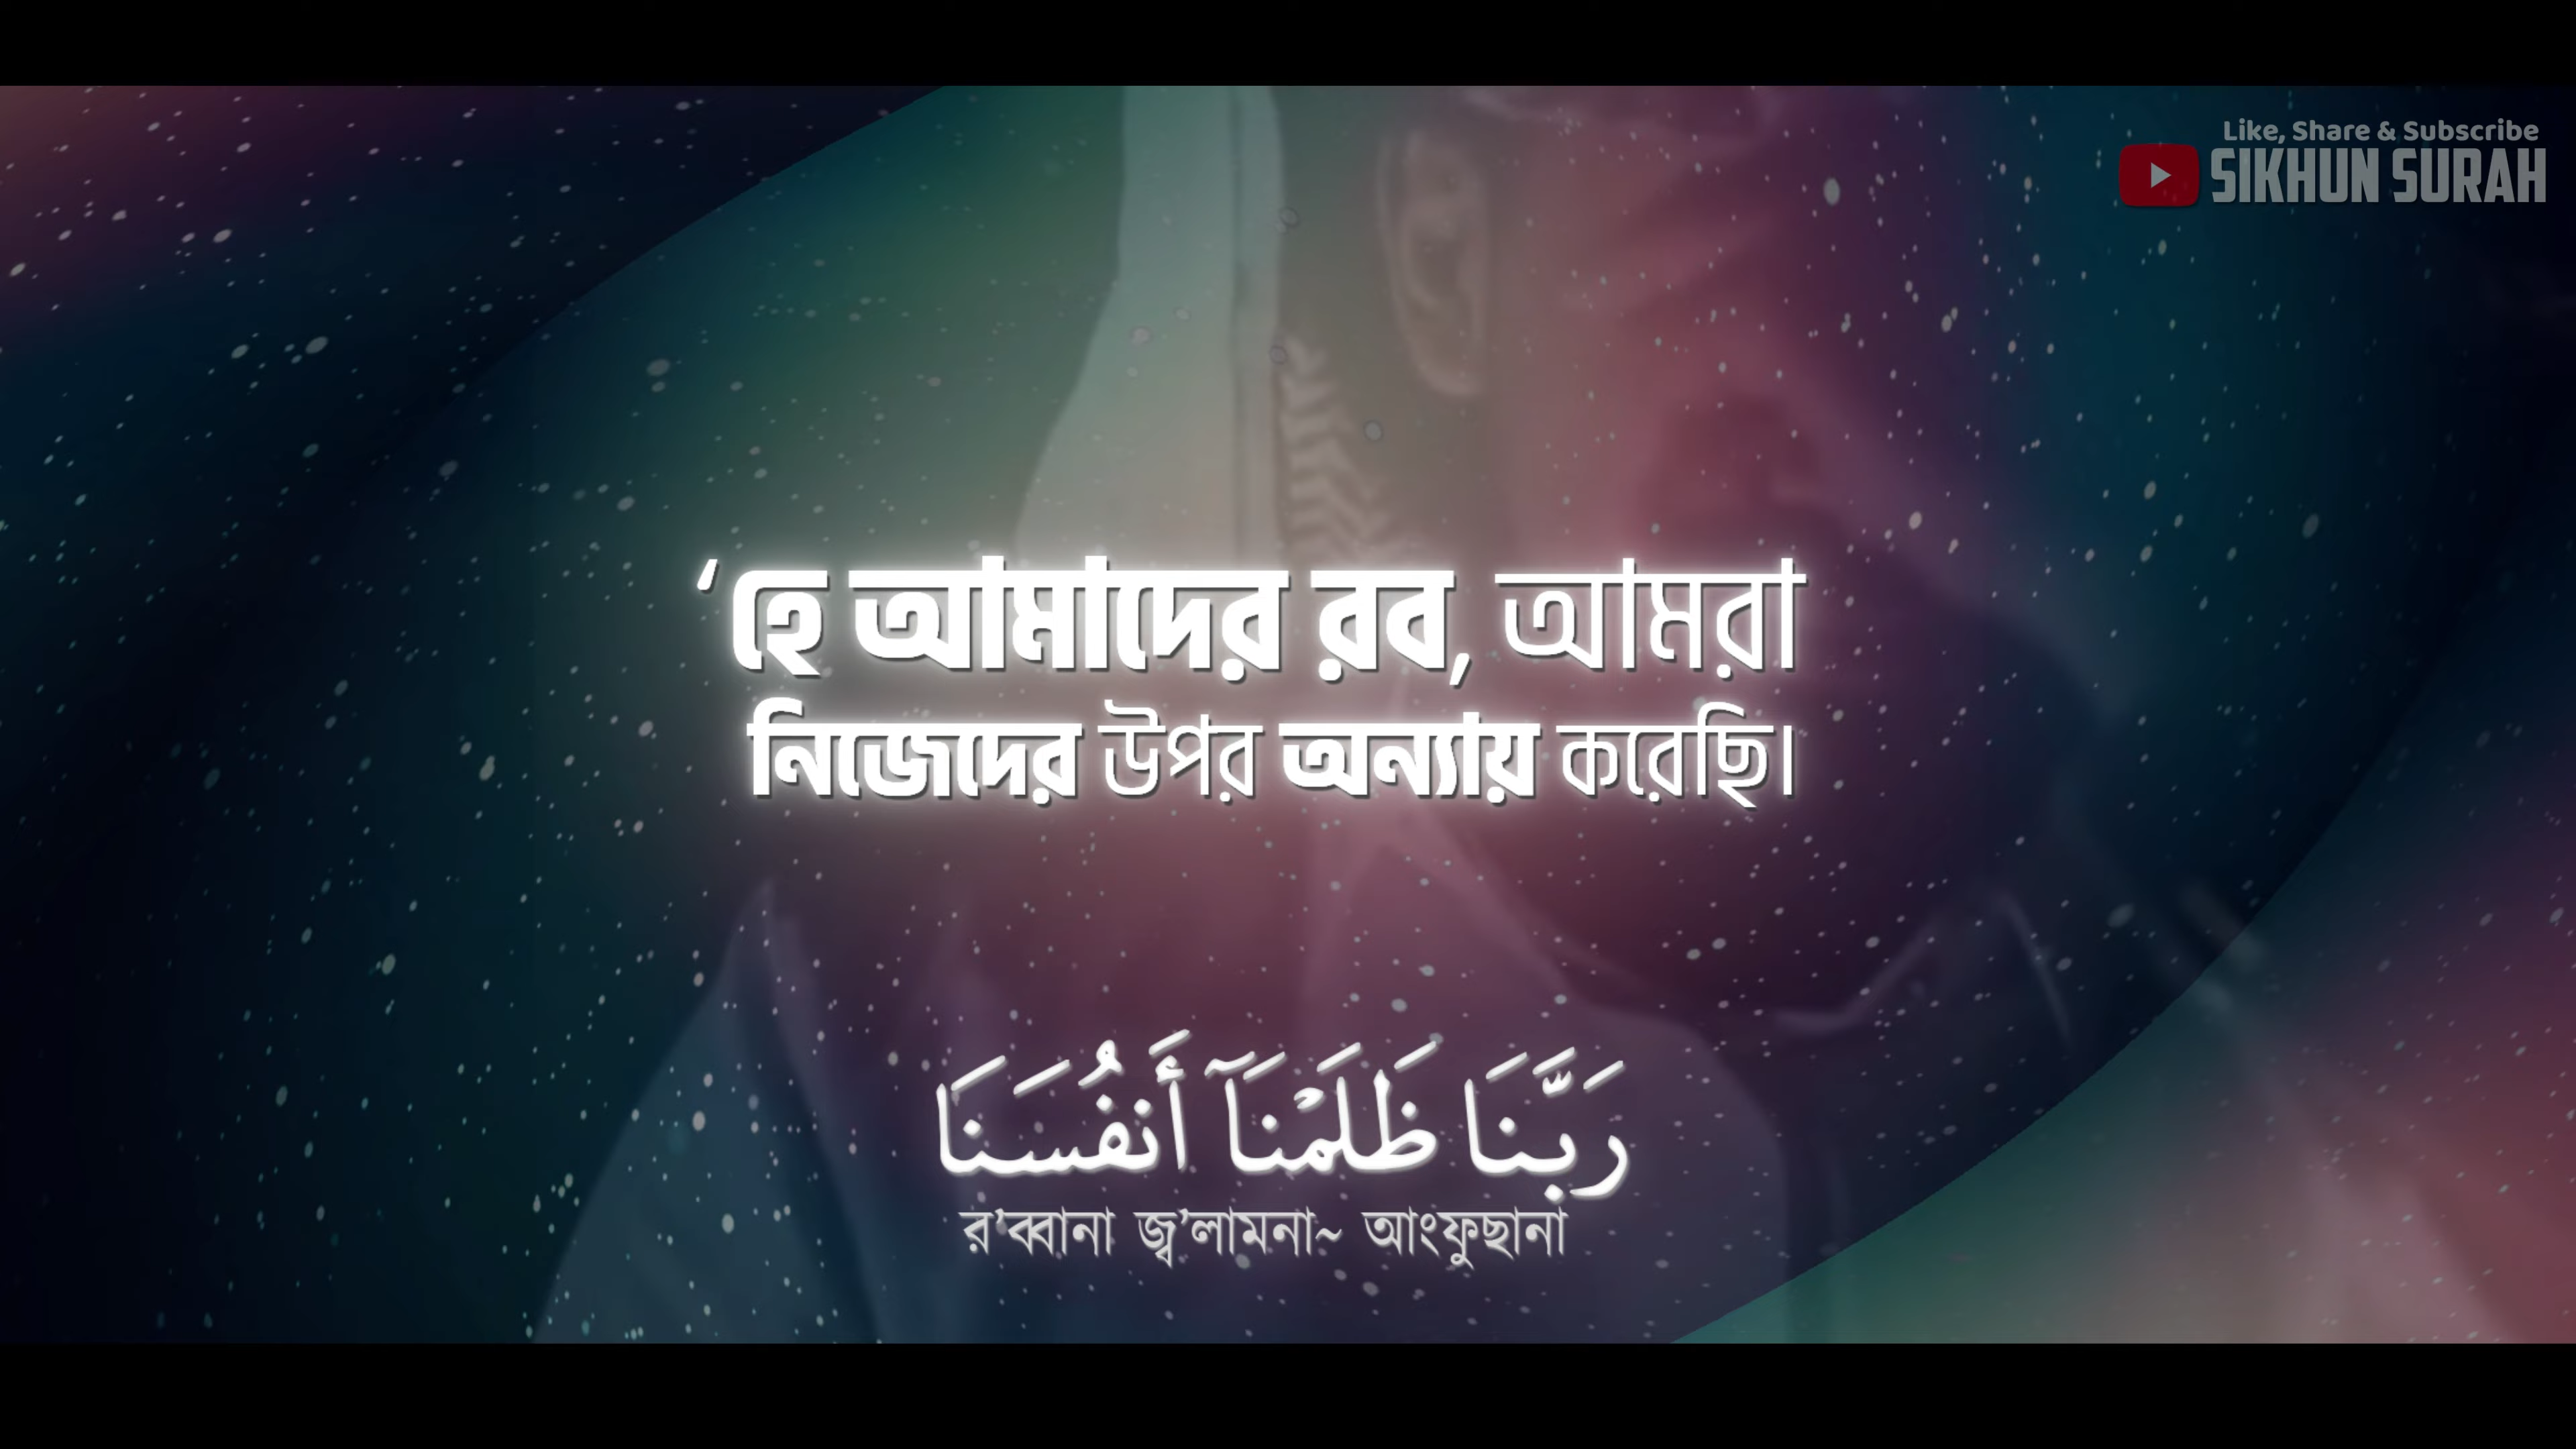 Like, Share & Subscribe
SIKHUN SURAH
‘হে আমাদের রব, আমরা
নিজেদের উপর অন্যায় করেছি।
رَبَّنَا ظَلَمْنَآ أَنفُسَنَا
র’ব্বানা জ্ব’লামনা~ আংফুছানা